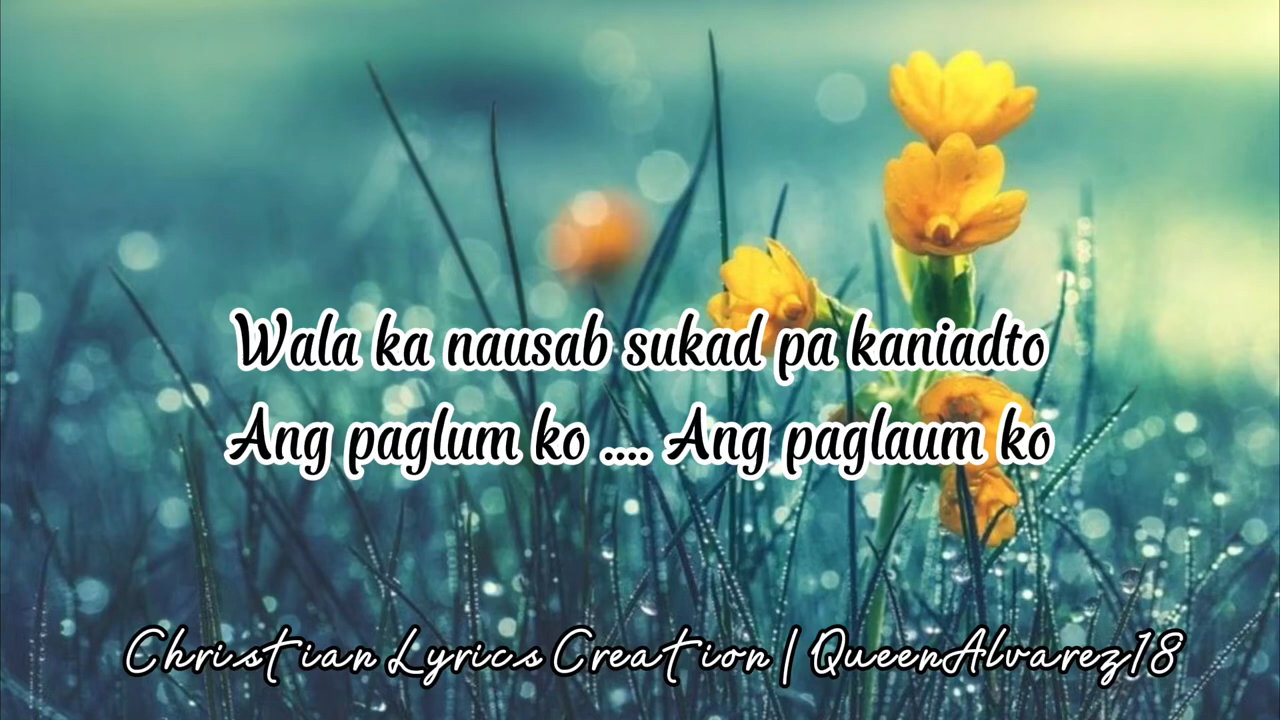 Wala ka nausab sukad pa kaniadto
Ang paglum ko .... Ang paglaum ko
Christian Lyrics Creation | QueenAlvarez18